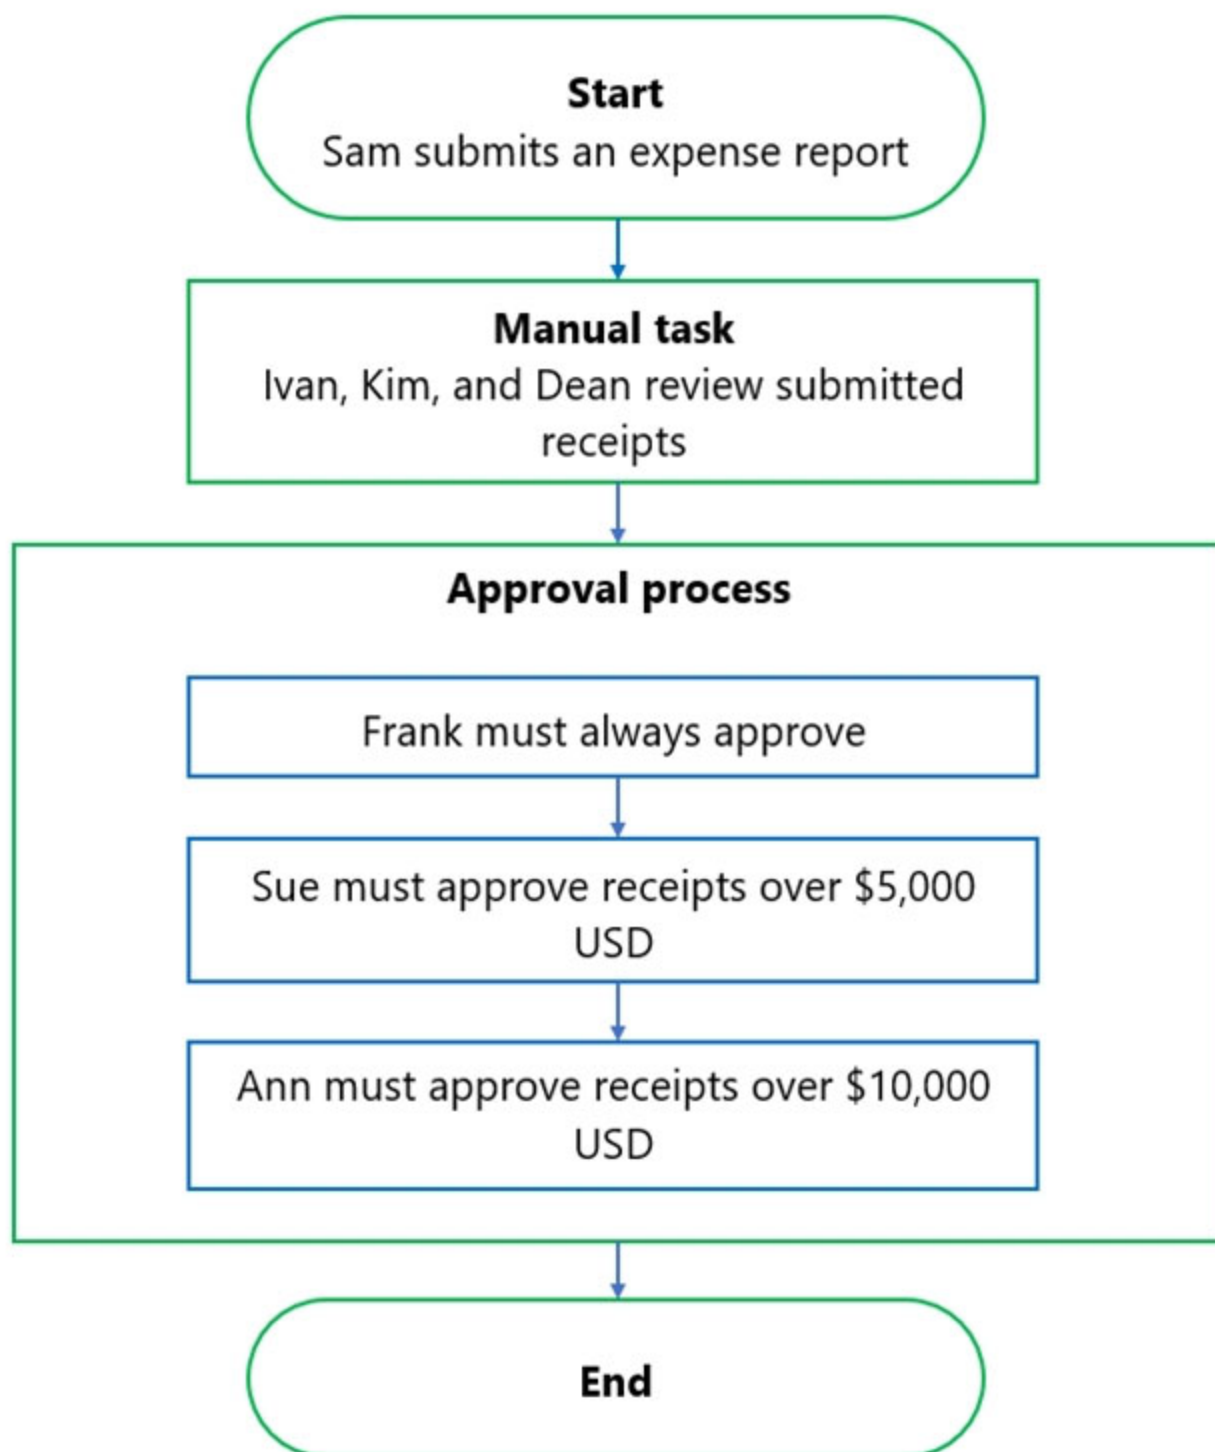 Start
Sam submits an expense report
Manual task
Ivan, Kim, and Dean review submitted
receipts
Approval process
Frank must always approve
Sue must approve receipts over $5,000
USD
Ann must approve receipts over $10,000
USD
End